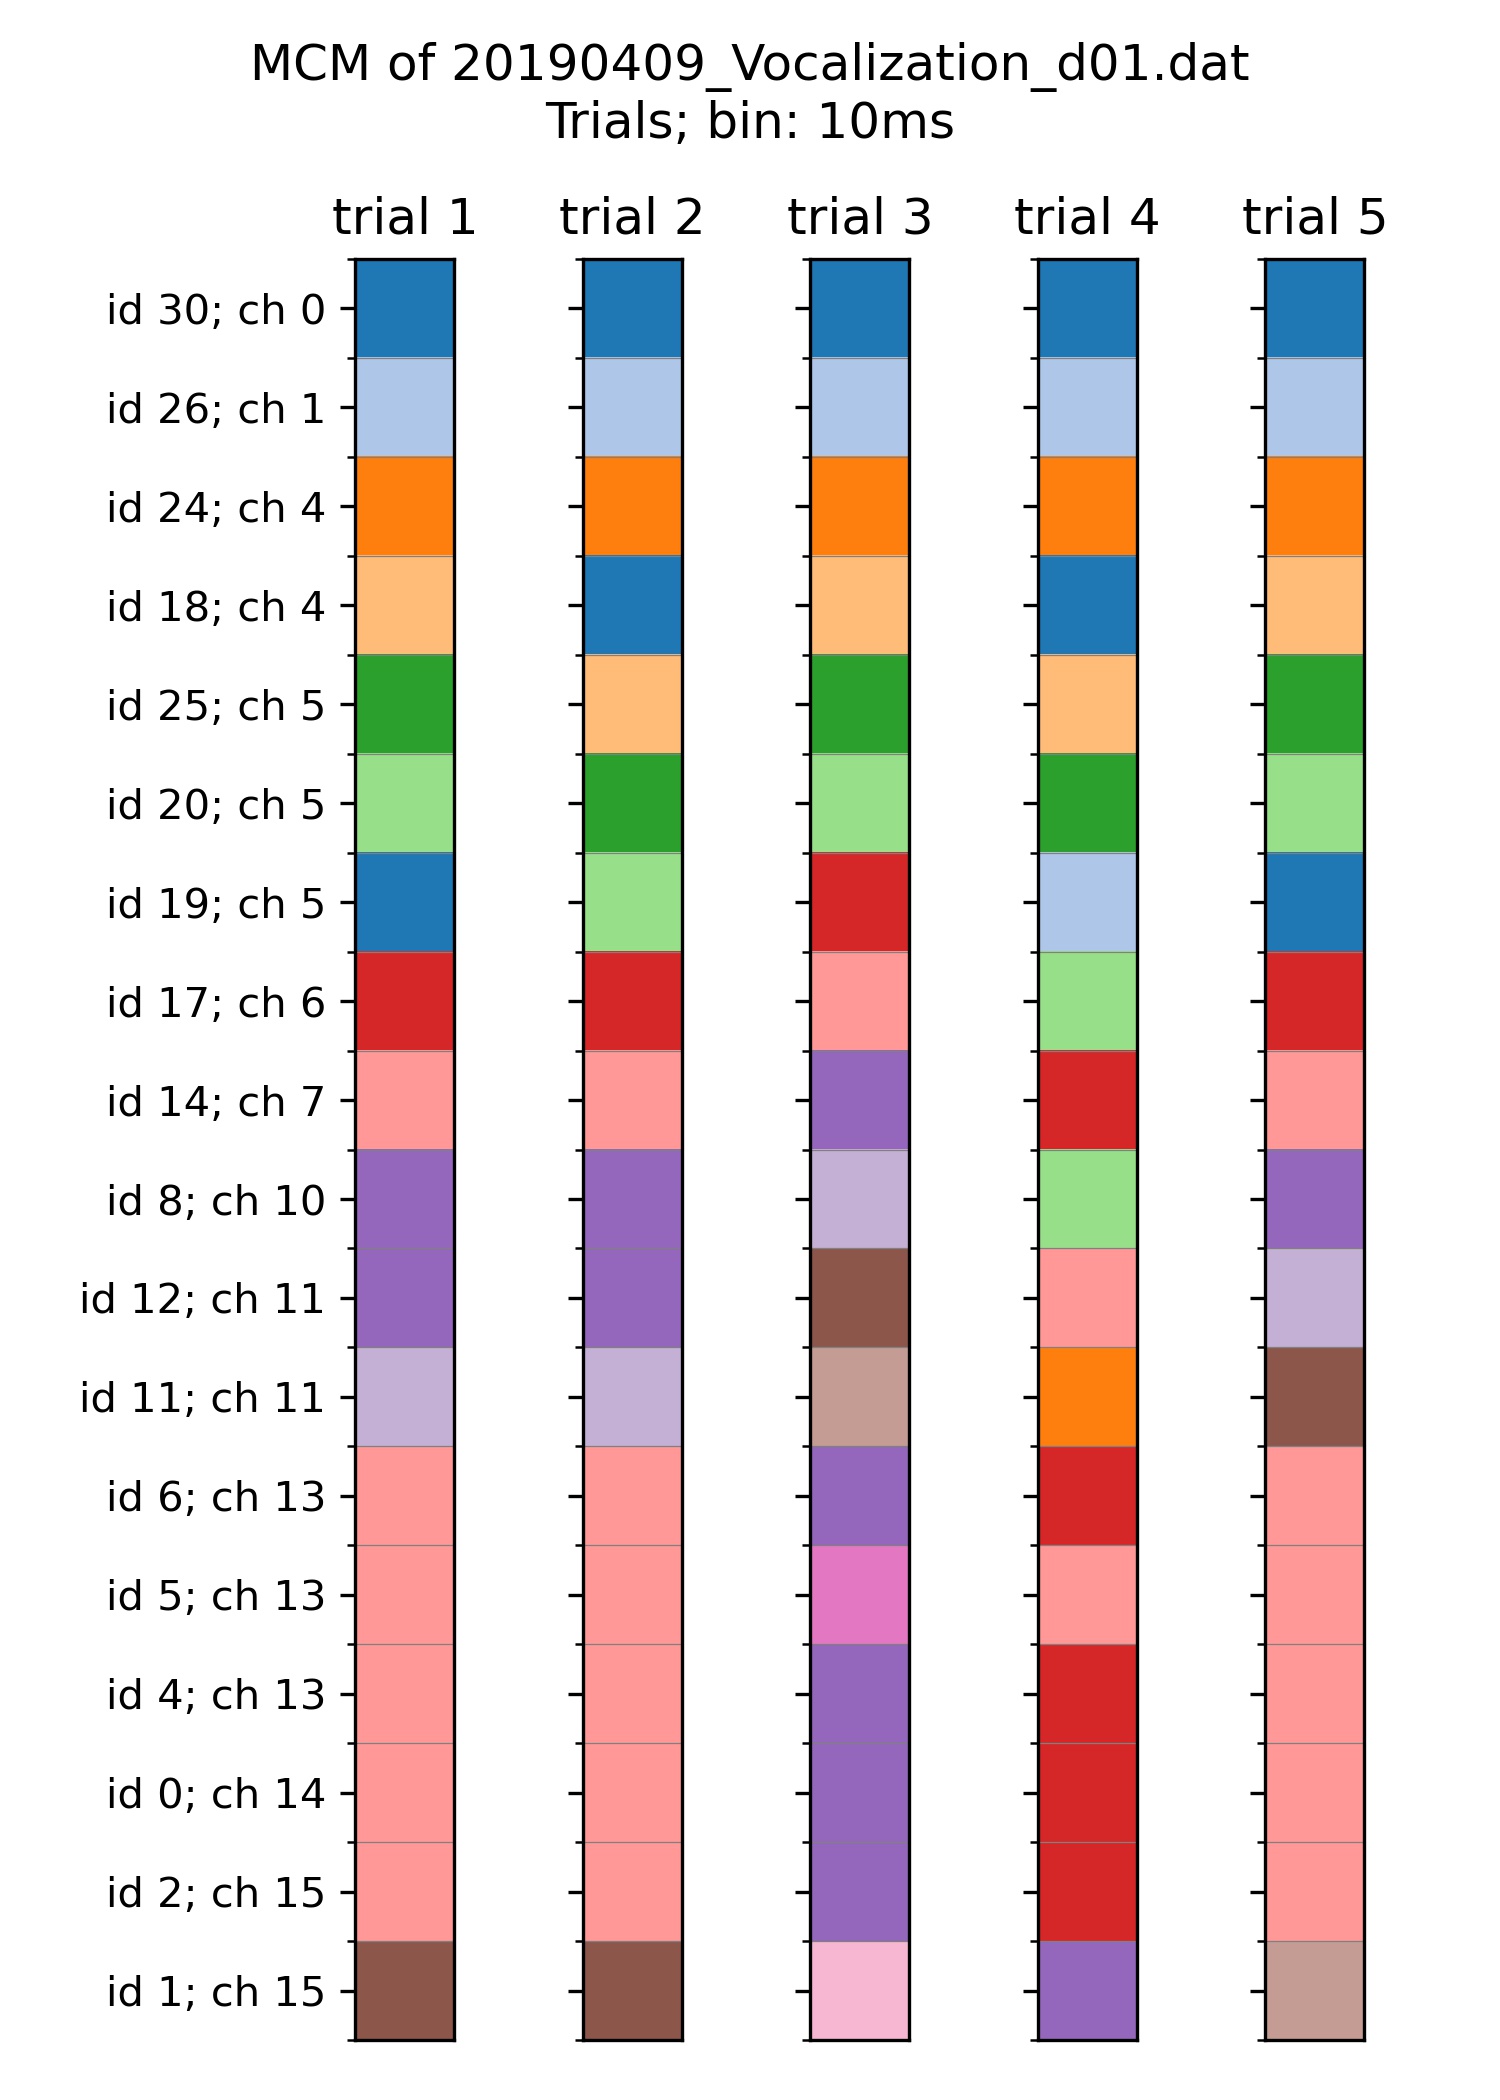 MCM of 20190409_Vocalization_d01.dat
Trials; bin: 10ms
trial 1 trial 2 trial 3 trial 4 trial 5
id 30; ch 0
id 26; ch 1
id 24; ch 4
id 18; ch 4
id 25; ch 5
id 20; ch 5
id 19; ch 5
id 17; ch 6
id 14; ch 7
id 8; ch 10
id 12; ch 11
id 11; ch 11
id 6; ch 13
id 5; ch 13
id 4; ch 13
id 0; ch 14
id 2; ch 15
id 1; ch 15